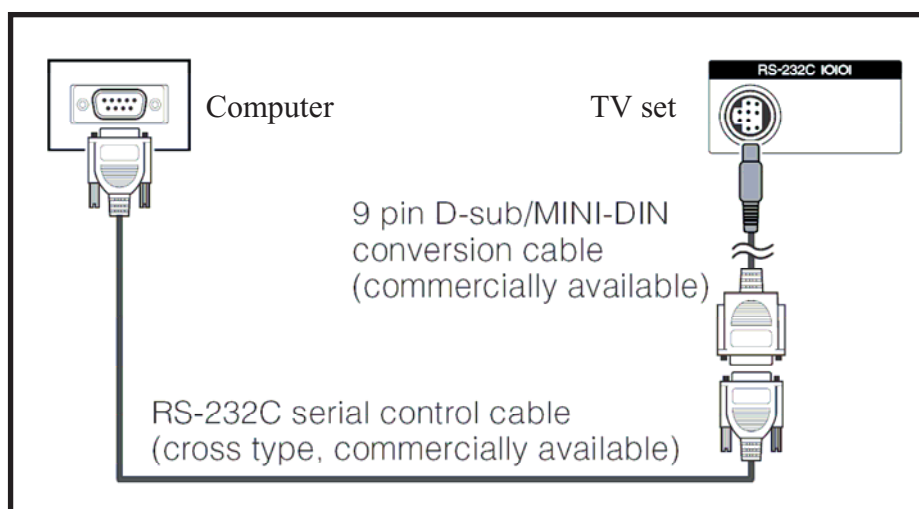 RS-232C IOIOI
Computer
TV set
9 pin D-sub/MINI-DIN
conversion cable
(commercially available)
RS-232C serial control cable
(cross type, commercially available)